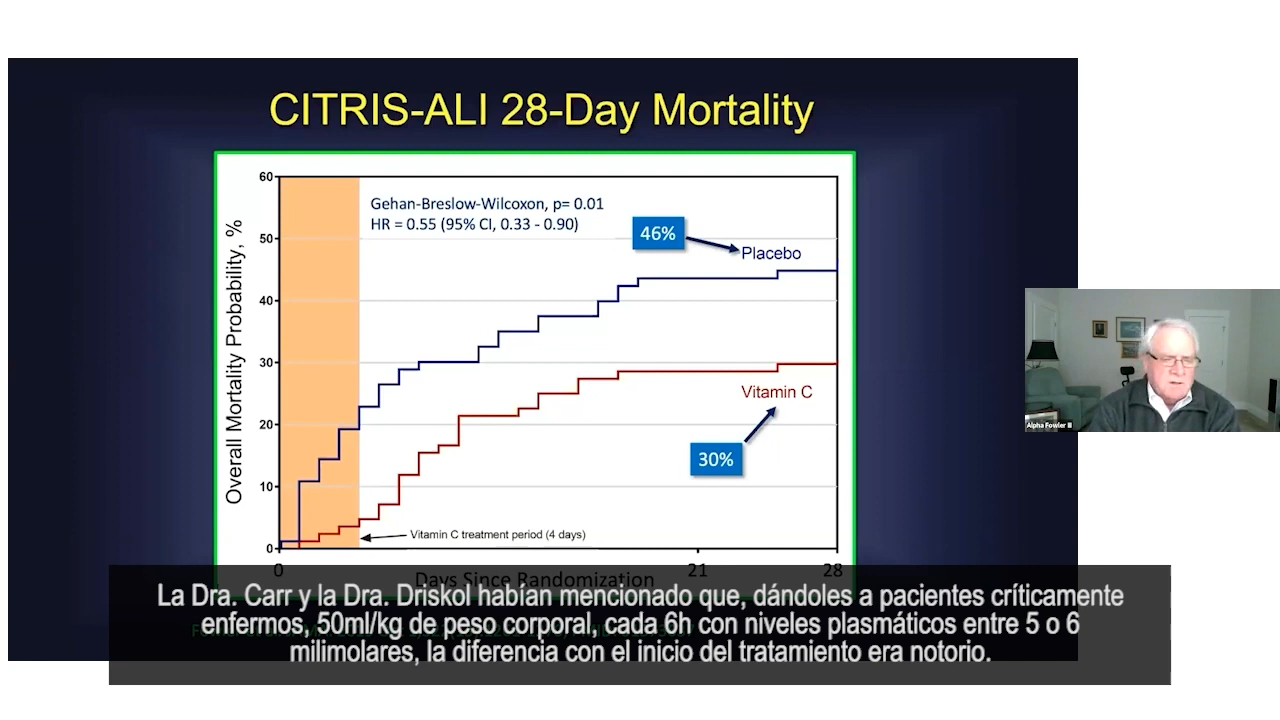 CITRIS-ALI 28-Day Mortality
60
50
40
30
20
10
0
Overall Mortality Probability, %
Gehan-Breslow-Wilcoxon, p= 0.01
HR = 0.55 (95% CI, 0.33 - 0.90)
46%
Placebo
Vitamin C
30%
Vitamin C treatment period (4 days)
0
21
28
Days Since Randomization
Alpha Fowler II
La Dra. Carr y la Dra. Driskol habían mencionado que, dándoles a pacientes críticamente
enfermos, 50ml/kg de peso corporal, cada 6h con niveles plasmáticos entre 5 o 6
milimolares, la diferencia con el inicio del tratamiento era notorio.